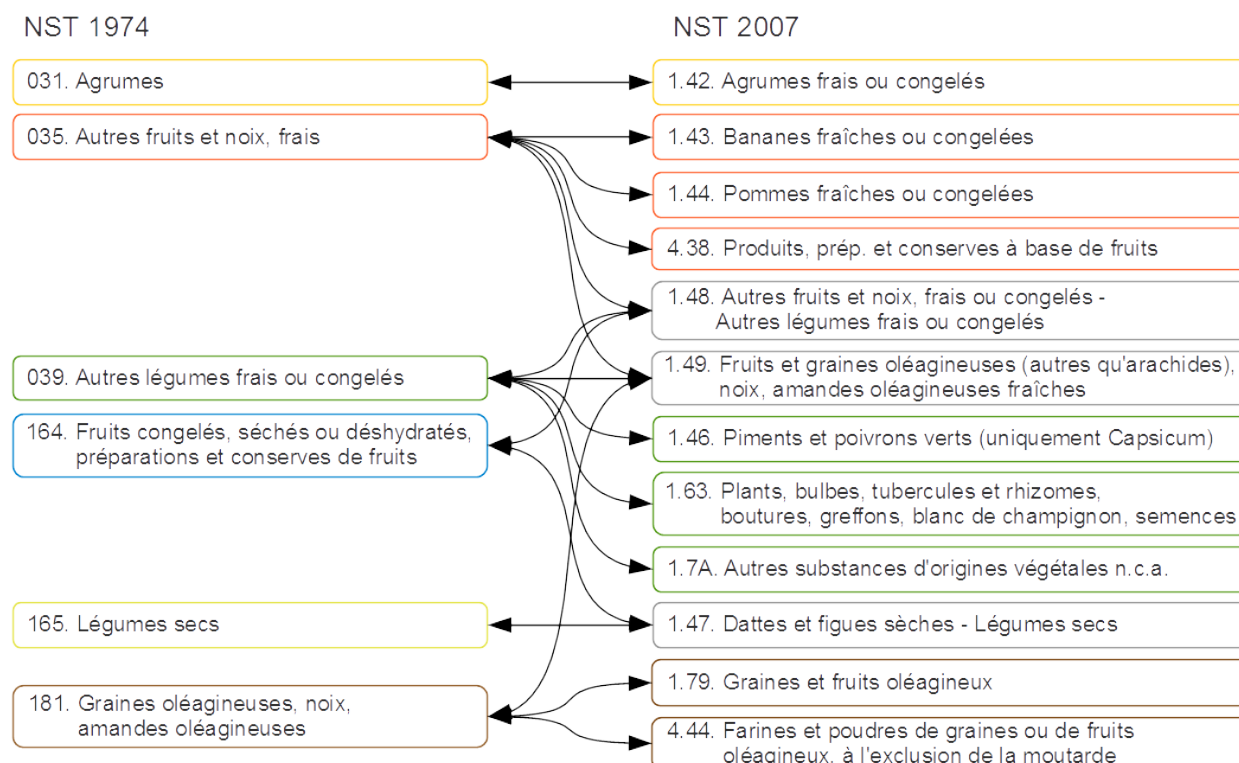 NST 1974
NST 2007
031. Agrumes
1.42. Agrumes frais ou congelés
035. Autres fruits et noix, frais
1.43. Bananes fraîches ou congelées
1.44. Pommes fraîches ou congelées
4.38. Produits, prép. et conserves à base de fruits
1.48. Autres fruits et noix, frais ou congelés -
Autres légumes frais ou congelés
039. Autres légumes frais ou congelés
1.49. Fruits et graines oléagineuses (autres qu'arachides),
noix, amandes oléagineuses fraîches
164. Fruits congelés, séchés ou déshydratés,
préparations et conserves de fruits
1.46. Piments et poivrons verts (uniquement Capsicum)
1.63. Plants, bulbes, tubercules et rhizomes,
boutures, greffons, blanc de champignon, semences
1.7A. Autres substances d'origines végétales n.c.a.
165. Légumes secs
1.47. Dattes et figues sèches - Légumes secs
181. Graines oléagineuses, noix,
amandes oléagineuses
1.79. Graines et fruits oléagineux
4.44. Farines et poudres de graines ou de fruits
oléagineux, à l'exclusion de la moutarde